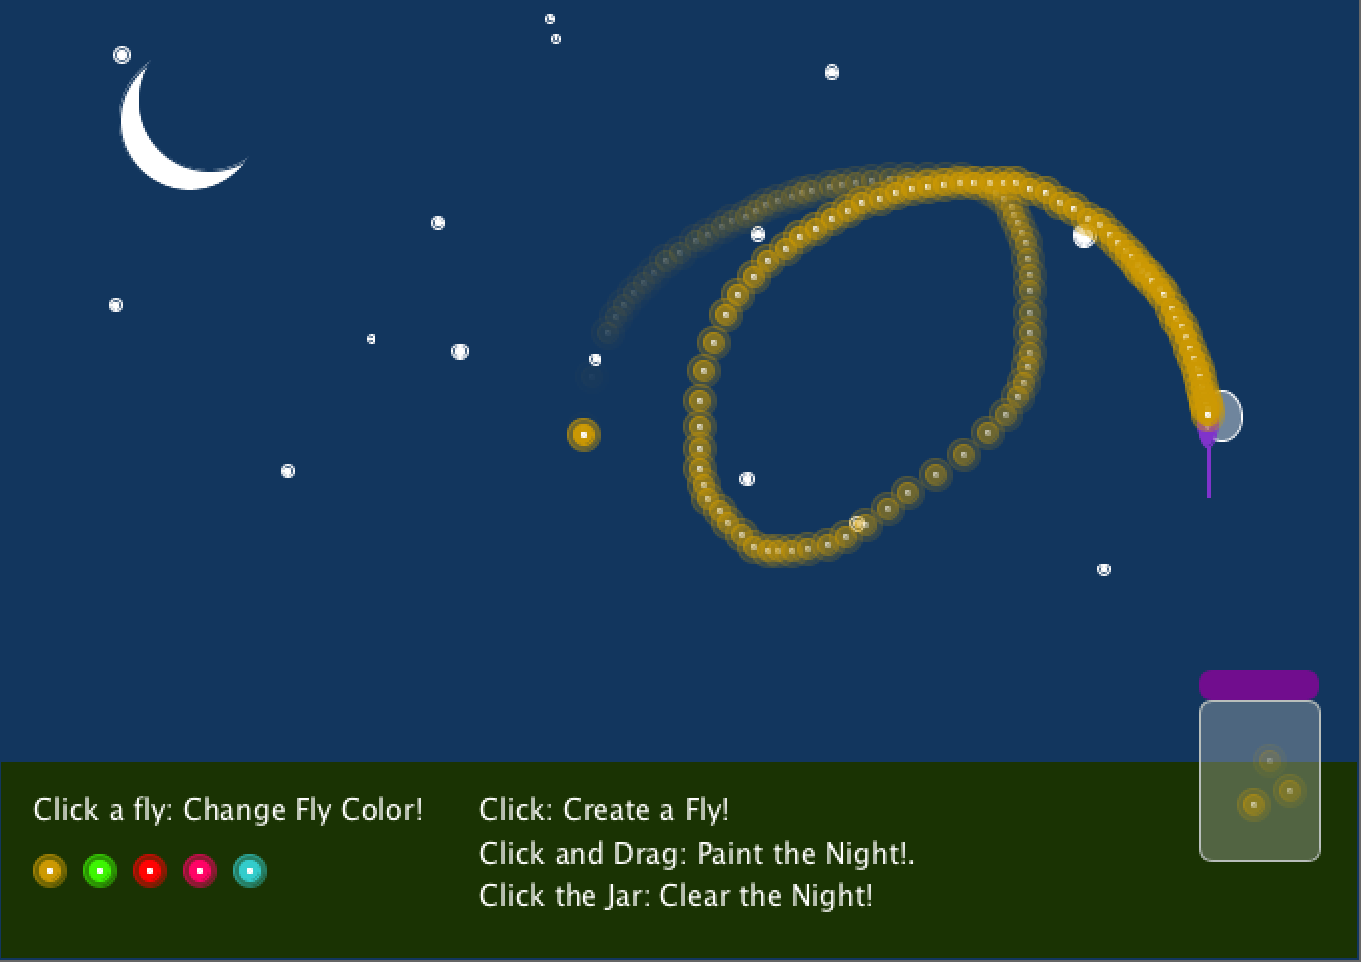 Click a fly: Change Fly Color!
Click: Create a Fly!
Click and Drag: Paint the Night!.
Click the Jar: Clear the Night!